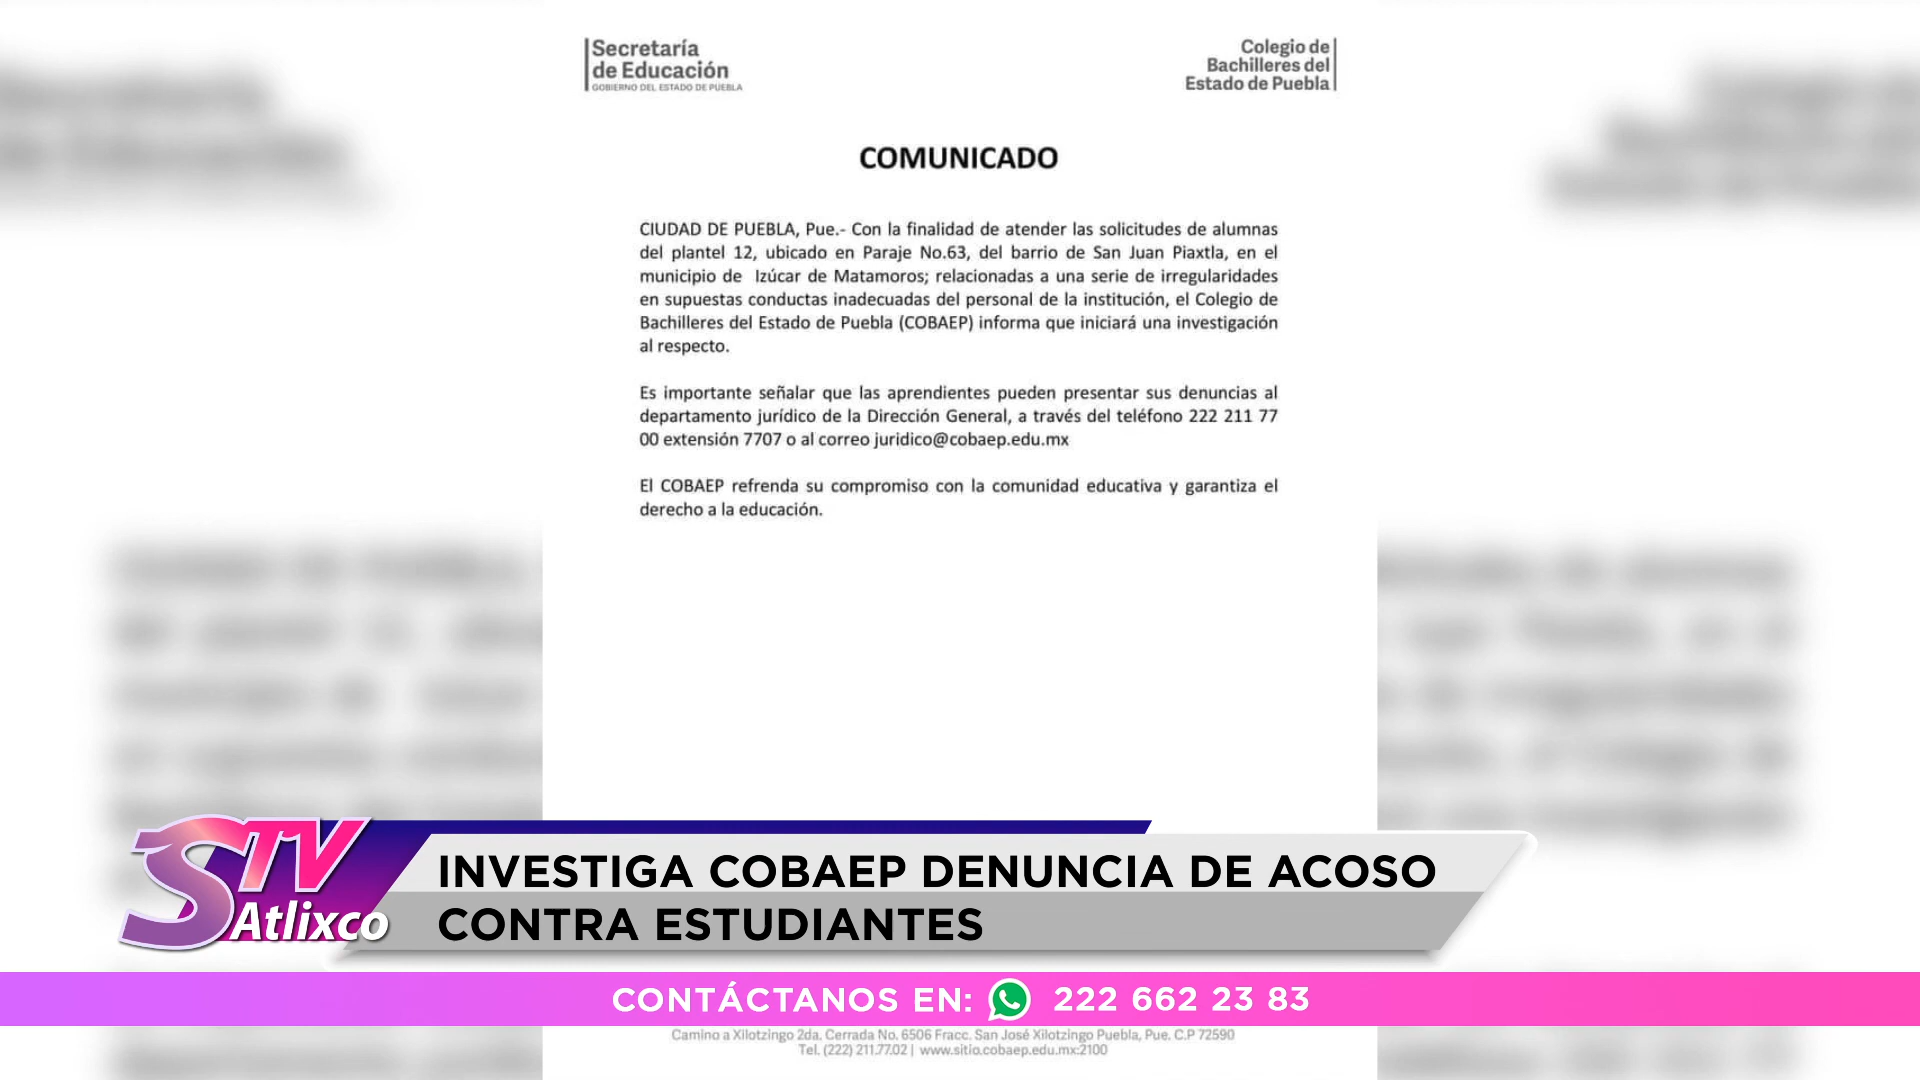 Secretaría
de Educación
GOBIERNO DEL ESTADO DE PUEBLA
Colegio de
Bachilleres del
Estado de Puebla
COMUNICADO
CIUDAD DE PUEBLA, Pue.- Con la finalidad de atender las solicitudes de alumnas
del plantel 12, ubicado en Paraje No.63, del barrio de San Juan Piaxtla, en el
municipio de Izúcar de Matamoros; relacionadas a una serie de irregularidades
en supuestas conductas inadecuadas del personal de la institución, el Colegio de
Bachilleres del Estado de Puebla (COBAEP) informa que iniciará una investigación
al respecto.
Es importante señalar que las aprendientes pueden presentar sus denuncias al
departamento jurídico de la Dirección General, a través del teléfono 222 211 77
00 extensión 7707 o al correo juridico@cobaep.edu.mx
El COBAEP refrenda su compromiso con la comunidad educativa y garantiza el
derecho a la educación.
STV
Atlixco
INVESTIGA COBAEP DENUNCIA DE ACOSO
CONTRA ESTUDIANTES
CONTÁCTANOS EN: 222 662 23 83
Camino a Xilotzingo 2da. Cerrada No. 6506 Fracc. San José Xilotzingo Puebla, Pue. C.P 72590
Tel. (222) 211.77.02 | www.sitio.cobaep.edu.mx:2100